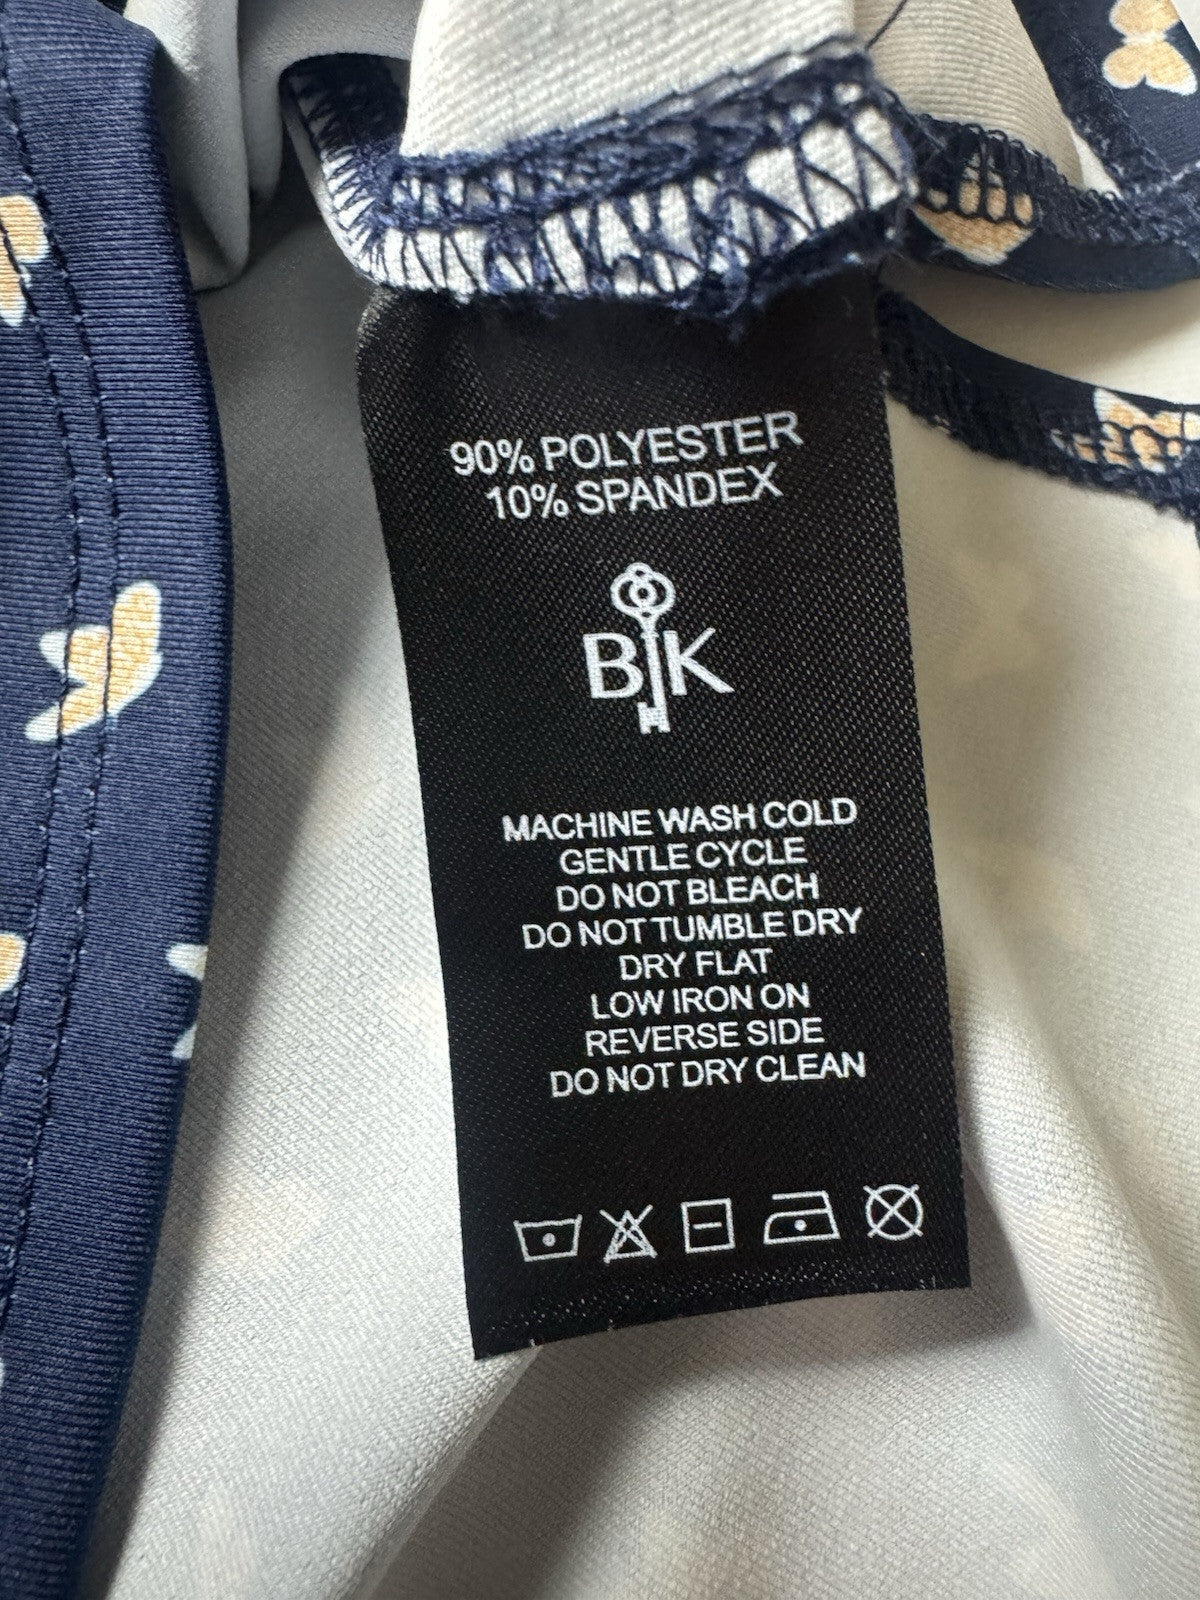 90% POLYESTER
10% SPANDEX
BK
MACHINE WASH COLD
GENTLE CYCLE
DO NOT BLEACH
DO NOT TUMBLE DRY
DRY FLAT
LOW IRON ON
REVERSE SIDE
DO NOT DRY CLEAN